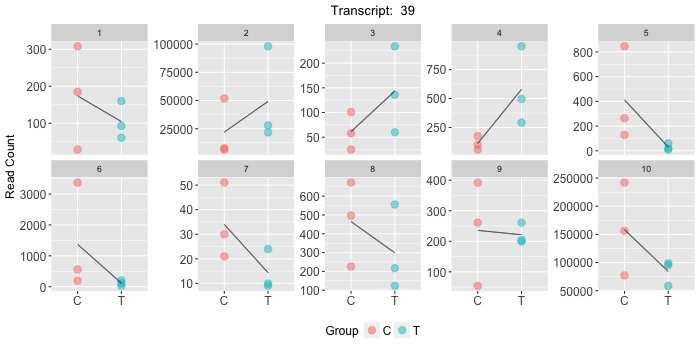 Transcript: 39
1 2 3 4 5
300 200 100
100000 75000 50000 25000
200 150 100 50
750 500 250
800 600 400 200 0
Read Count
6 7 8 9 10
3000 2000 1000 0
50 40 30 20 10
600 500 400 300 200 100
400 300 200 100
250000 200000 150000 100000 50000
C T C T C T C T C T
Group C T